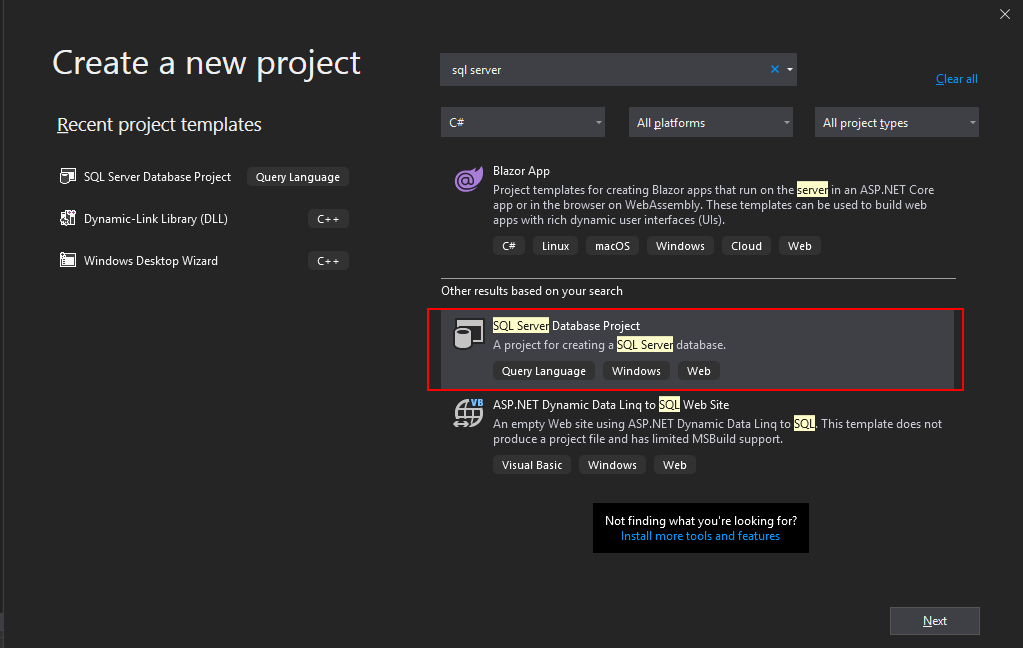 Create a new project
Recent project templates
SQL Server Database Project
Query Language
Dynamic-Link Library (DLL)
C++
Windows Desktop Wizard
C++
sql server
Clear all
C#
All platforms
All project types
Blazor App
Project templates for creating Blazor apps that run on the server in an ASP.NET Core
app or in the browser on WebAssembly. These templates can be used to build web
apps with rich dynamic user interfaces (UIs).
C# Linux macOS Windows Cloud Web
Other results based on your search
SQL Server Database Project
A project for creating a SQL Server database.
Query Language Windows Web
VB
ASP.NET Dynamic Data Linq to SQL Web Site
An empty Web site using ASP.NET Dynamic Data Linq to SQL. This template does not
produce a project file and has limited MSBuild support.
Visual Basic Windows Web
Not finding what you're looking for?
Install more tools and features
Next